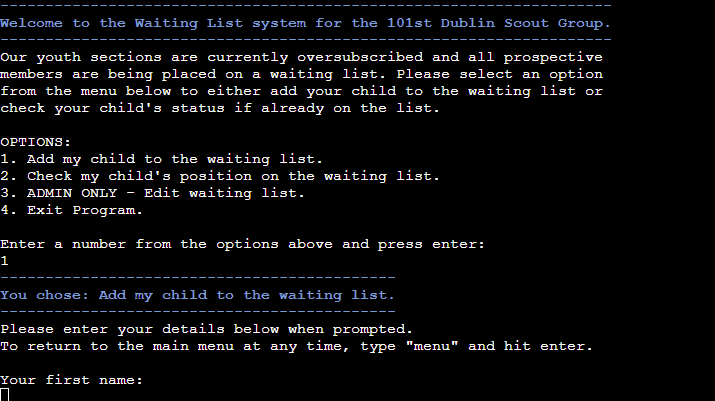 Welcome to the Waiting List system for the 101st Dublin Scout Group.
Our youth sections are currently oversubscribed and all prospective
members are being placed on a waiting list. Please select an option
from the menu below to either add your child to the waiting list or
check your child's status if already on the list.
OPTIONS:
1. Add my child to the waiting list.
2. Check my child's position on the waiting list.
3. ADMIN ONLY - Edit waiting list.
4. Exit Program.
Enter a number from the options above and press enter:
1
You chose: Add my child to the waiting list.
Please enter your details below when prompted.
To return to the main menu at any time, type "menu" and hit enter.
Your first name: